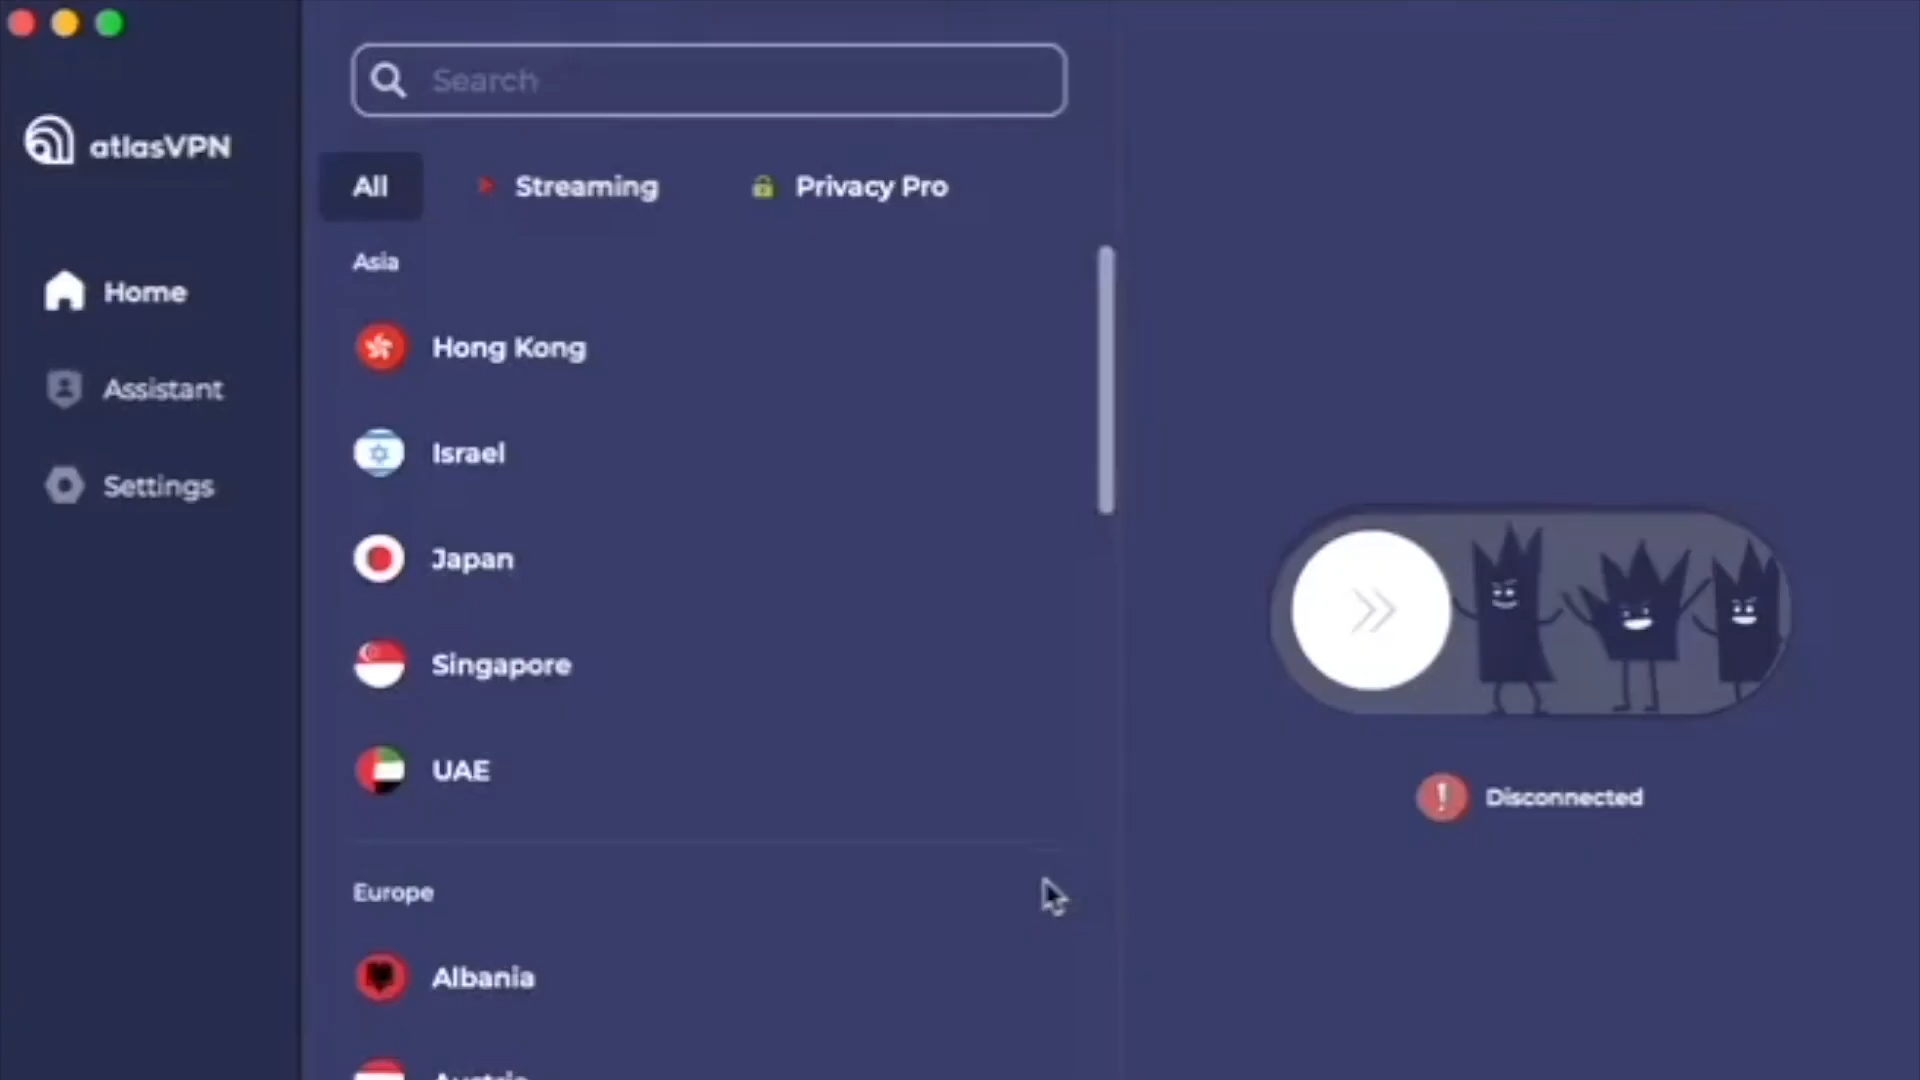 Search
atlasVPN
All
Streaming
Privacy Pro
Asia
Home
Hong Kong
Assistant
Israel
Settings
Japan
Singapore
UAE
Disconnected
Europe
Albania